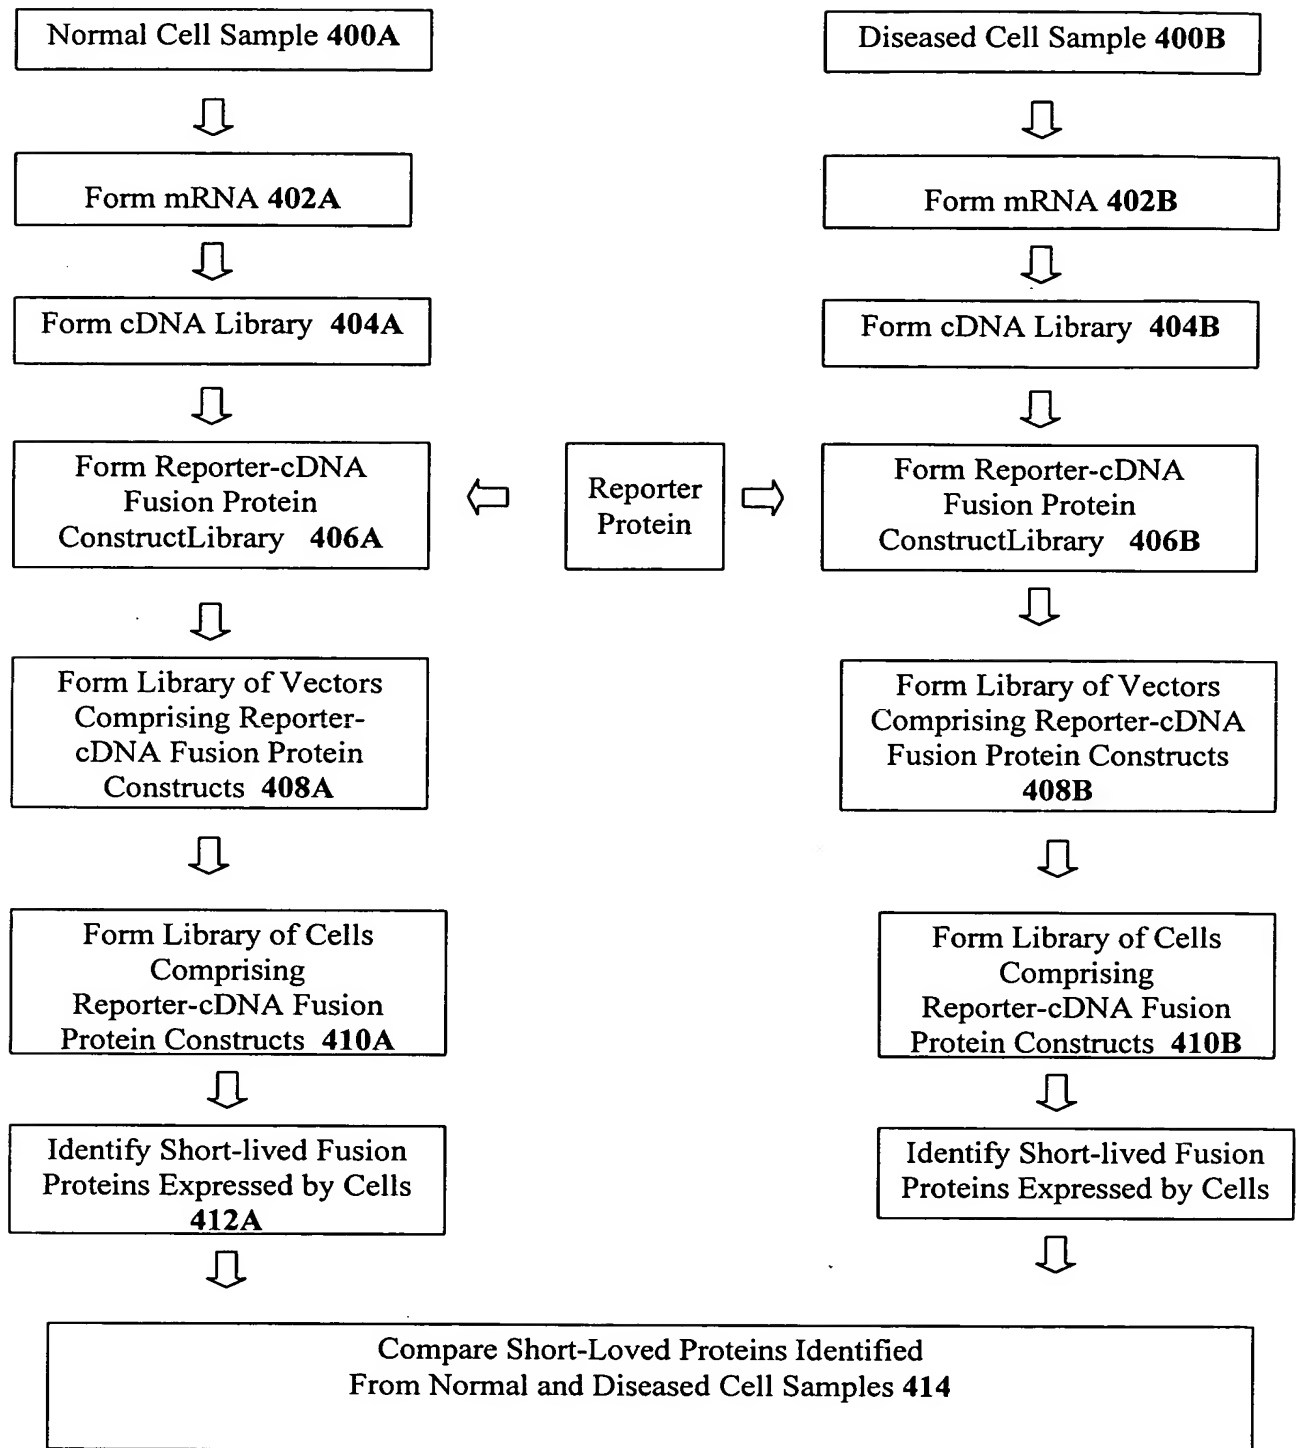 Normal Cell Sample 400A
Diseased Cell Sample 400B
Form mRNA 402A
Form mRNA 402B
Form cDNA Library 404A
Form cDNA Library 404B
Form Reporter-cDNA
Fusion Protein
ConstructLibrary 406A
Reporter
Protein
Form Reporter-cDNA
Fusion Protein
ConstructLibrary 406B
Form Library of Vectors
Comprising Reporter-
cDNA Fusion Protein
Constructs 408A
Form Library of Vectors
Comprising Reporter-cDNA
Fusion Protein Constructs
408B
Form Library of Cells
Comprising
Reporter-cDNA Fusion
Protein Constructs 410A
Form Library of Cells
Comprising
Reporter-cDNA Fusion
Protein Constructs 410B
Identify Short-lived Fusion
Proteins Expressed by Cells
412A
Identify Short-lived Fusion
Proteins Expressed by Cells
Compare Short-Loved Proteins Identified
From Normal and Diseased Cell Samples 414